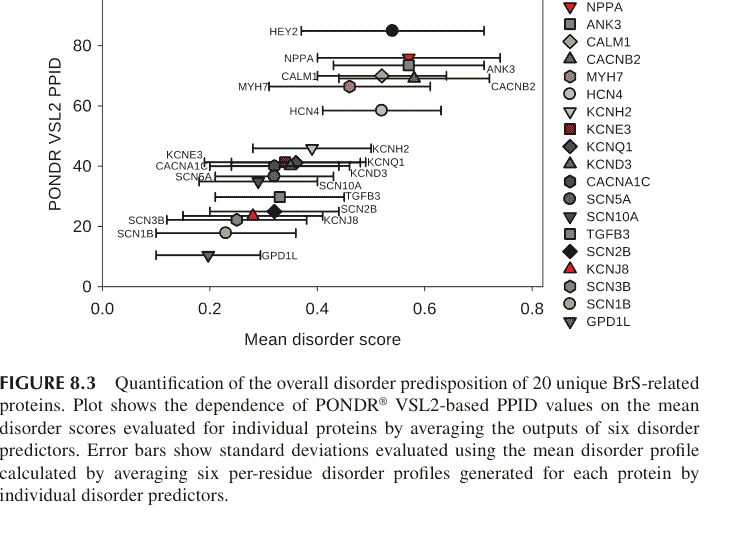 NPPA
ANK3
CALM1
CACNB2
MYH7
HCN4
KCNH2
KCNE3
KCNQ1
KCND3
CACNA1C
SCN5A
SCN10A
TGFB3
SCN2B
KCNJ8
SCN3B
SCN1B
GPD1L
PONDR VSL2 PPID
80
60
40
20
0
HEY2
NPPA
ANK3
CALM1
MYH7
CACNB2
HCN4
KCNH2
KCNE3
KCNQ1
CACNA1C
KCND3
SCN5A
SCN10A
TGFB3
SCN2B
SCN3B
KCNJ8
SCN1B
GPD1L
0.0 0.2 0.4 0.6 0.8
Mean disorder score
FIGURE 8.3 Quantification of the overall disorder predisposition of 20 unique BrS-related
proteins. Plot shows the dependence of PONDR® VSL2-based PPID values on the mean
disorder scores evaluated for individual proteins by averaging the outputs of six disorder
predictors. Error bars show standard deviations evaluated using the mean disorder profile
calculated by averaging six per-residue disorder profiles generated for each protein by
individual disorder predictors.